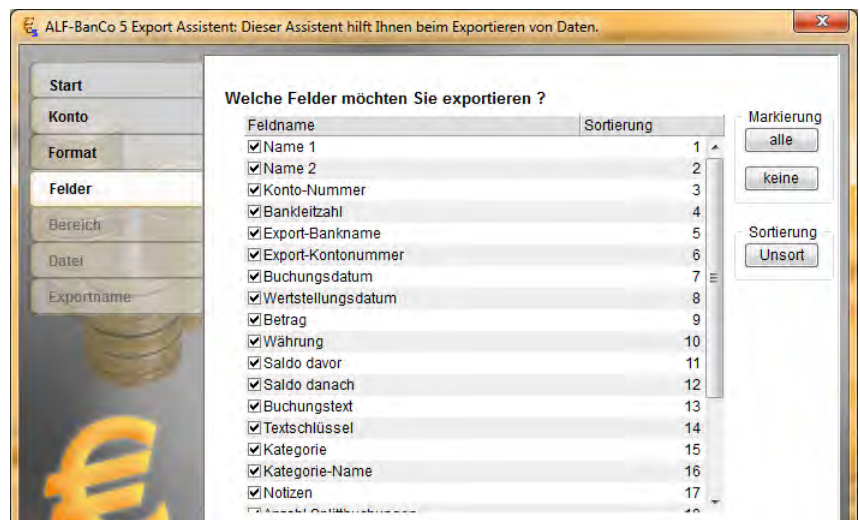 ALF-BanCo 5 Export Assistent: Dieser Assistent hilft Ihnen beim Exportieren von Daten.
Start
Konto
Format
Felder
Bereich
Datei
Exportname
Welche Felder möchten Sie exportieren ?
Feldname Sortierung
Name 1 1
Name 2 2
Konto-Nummer 3
Bankleitzahl 4
Export-Bankname 5
Export-Kontonummer 6
Buchungsdatum 7
Wertstellungsdatum 8
Betrag 9
Währung 10
Saldo davor 11
Saldo danach 12
Buchungstext 13
Textschlüssel 14
Kategorie 15
Kategorie-Name 16
Notizen 17
Anzahl Splittbuchungen 18
Markierung
alle
keine
Sortierung
Unsort